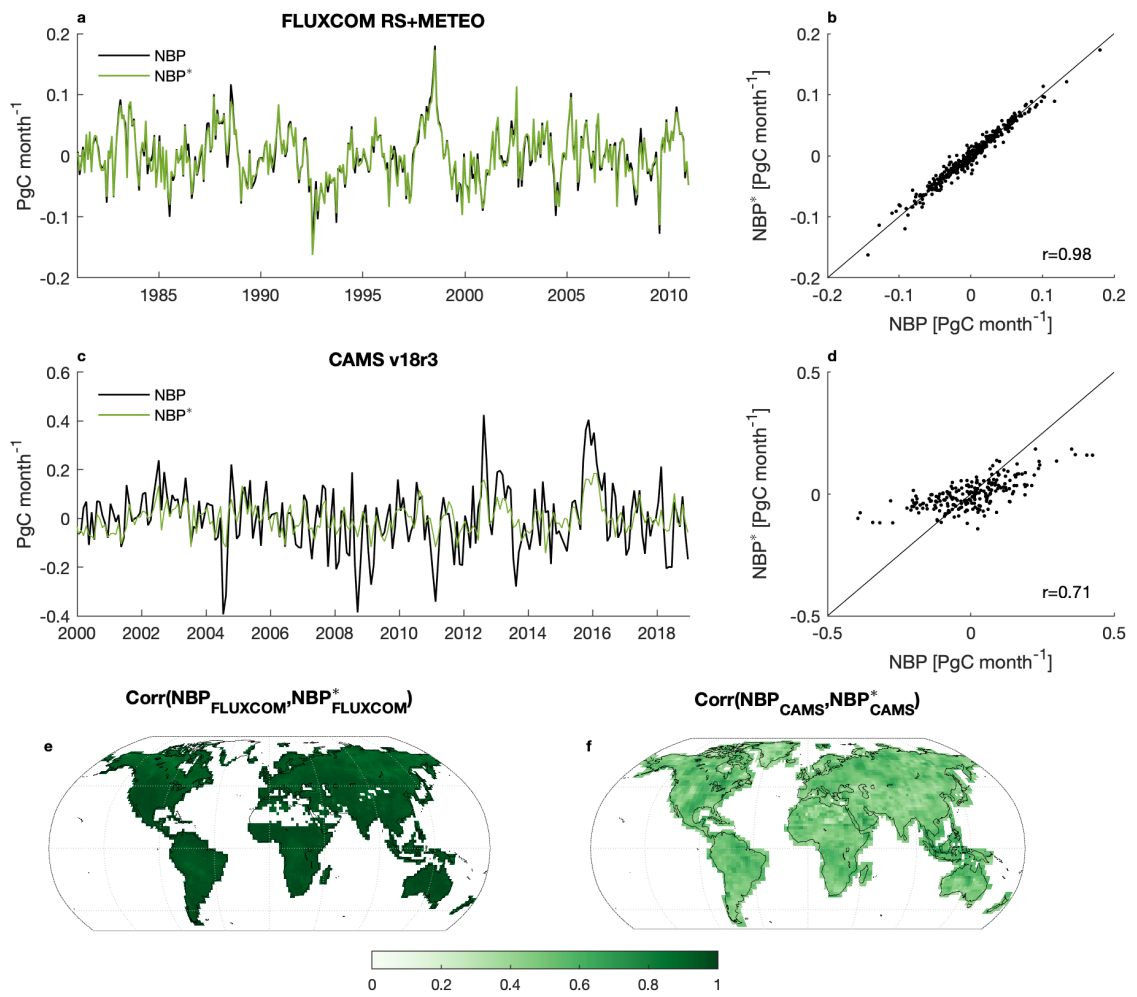 a
FLUXCOM RS+METEO
NBP
NBP*
PgC month⁻¹
0.2
0.1
0
-0.1
-0.2
1985 1990 1995 2000 2005 2010
b
NBP* [PgC month⁻¹]
0.2
0.1
0
-0.1
-0.2
r=0.98
-0.2 -0.1 0 0.1 0.2
NBP [PgC month⁻¹]
c
CAMS v18r3
NBP
NBP*
PgC month⁻¹
0.6
0.4
0.2
0
-0.2
-0.4
2000 2002 2004 2006 2008 2010 2012 2014 2016 2018
d
NBP* [PgC month⁻¹]
0.5
0
-0.5
r=0.71
-0.5 0 0.5
NBP [PgC month⁻¹]
Corr(NBP_FLUXCOM,NBP*_FLUXCOM)
e
Corr(NBP_CAMS,NBP*_CAMS)
f
0 0.2 0.4 0.6 0.8 1